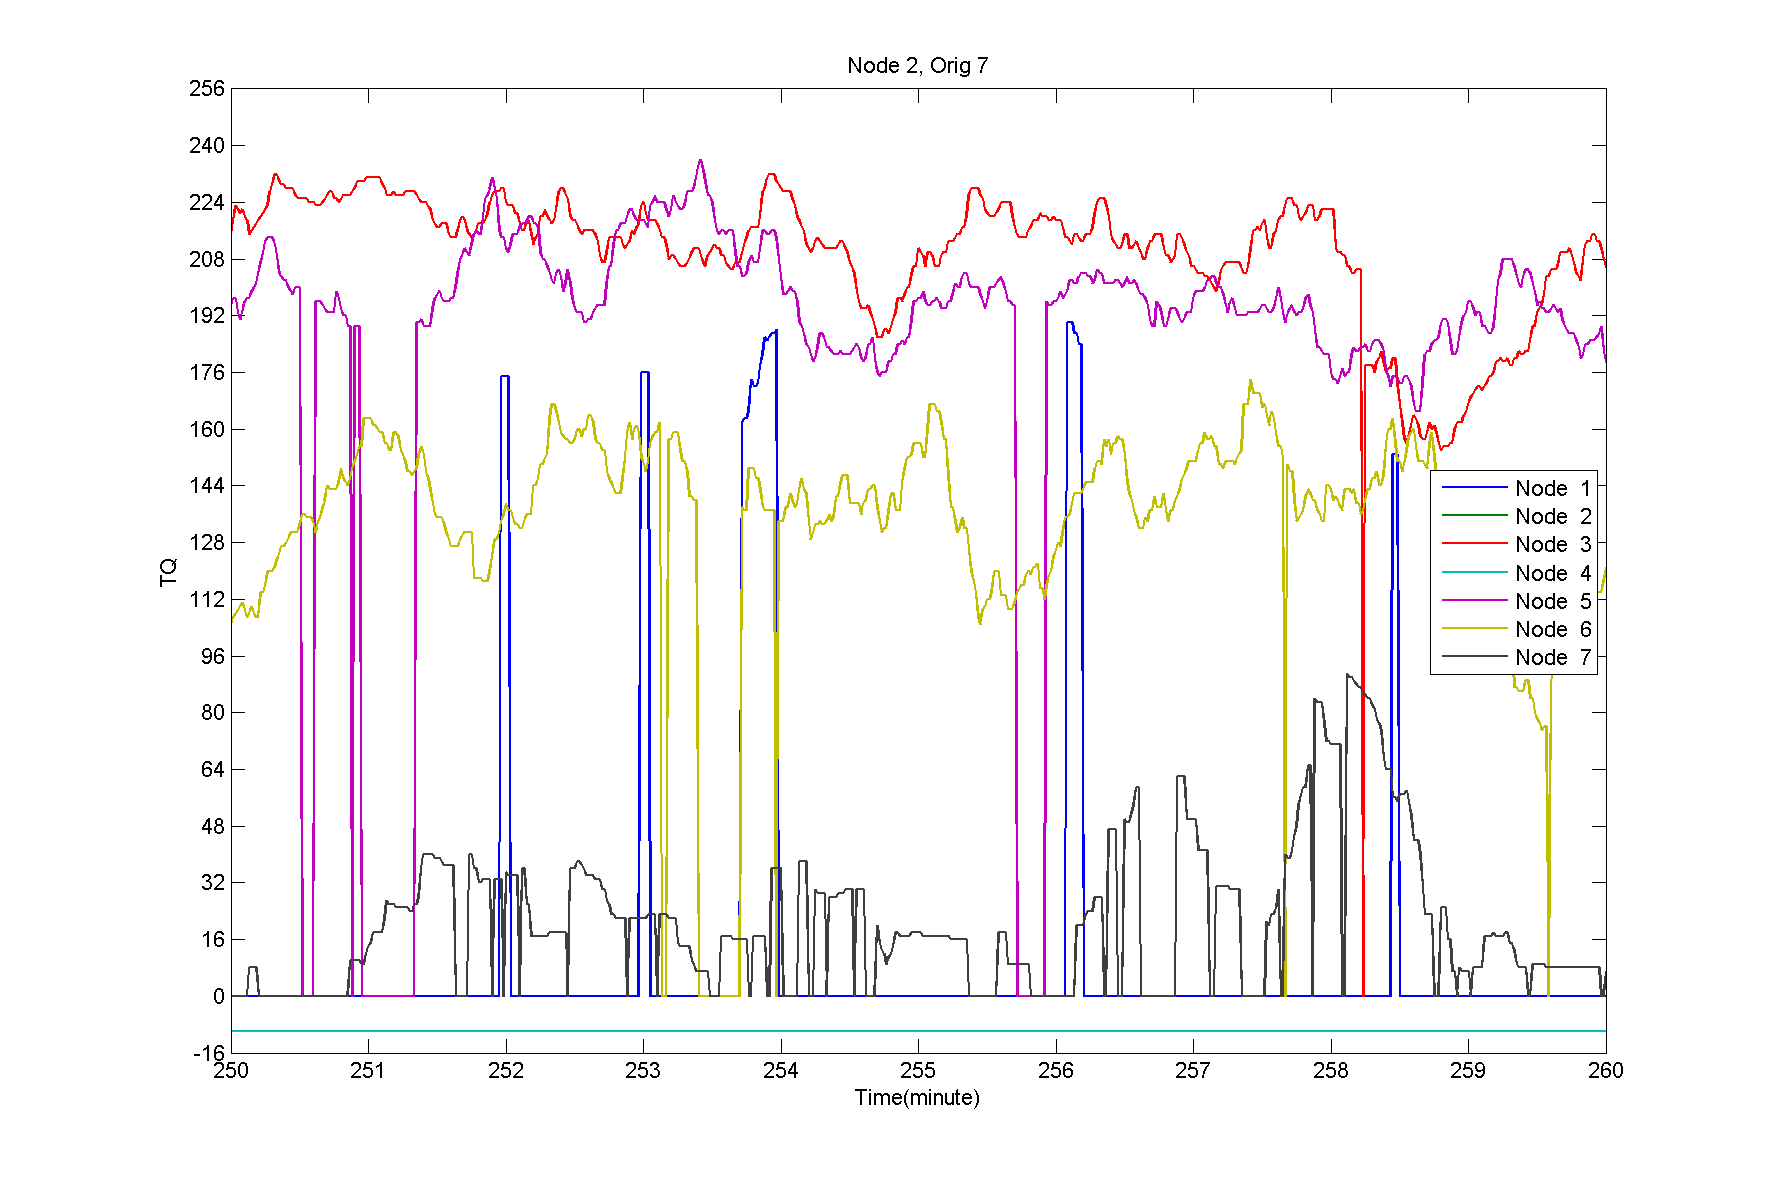 Node 2, Orig 7
256
240
224
208
192
176
160
144
128
112
96
80
64
48
32
16
0
-16
TQ
Node 1
Node 2
Node 3
Node 4
Node 5
Node 6
Node 7
250 251 252 253 254 255 256 257 258 259 260
Time(minute)